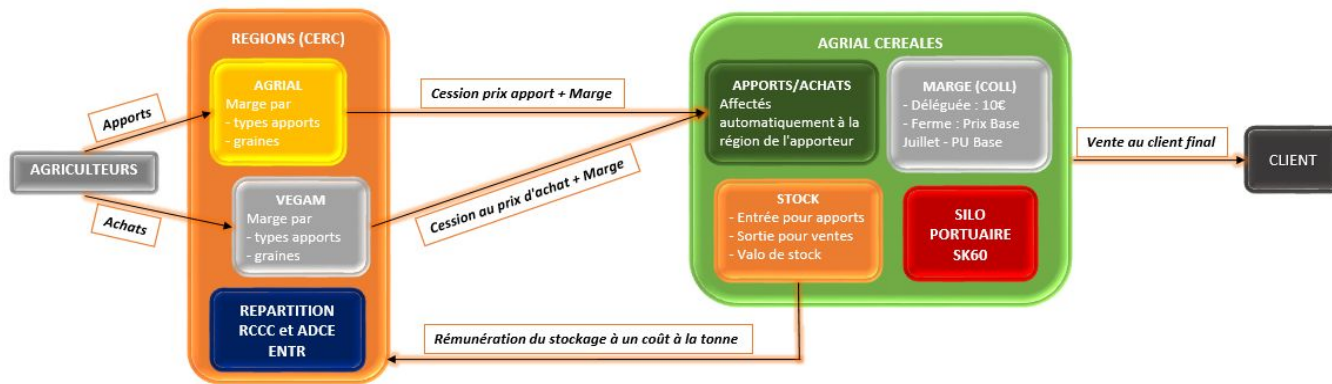 REGIONS (CERC)
AGRIAL
Marge par
- types apports
- graines
VEGAM
Marge par
- types apports
- graines
REPARTITION
RCCC et ADCE
ENTR
AGRICULTEURS
Apports
Achats
Cession prix apport + Marge
Cession au prix d'achat + Marge
Rémunération du stockage à un coût à la tonne
AGRIAL CEREALES
APPORTS/ACHATS
Affectés
automatiquement à la
région de l'apporteur
MARGE (COLL)
- Déléguée : 10€
- Ferme : Prix Base
Juillet - PU Base
STOCK
- Entrée pour apports
- Sortie pour ventes
- Valo de stock
SILO
PORTUAIRE
SK60
Vente au client final
CLIENT